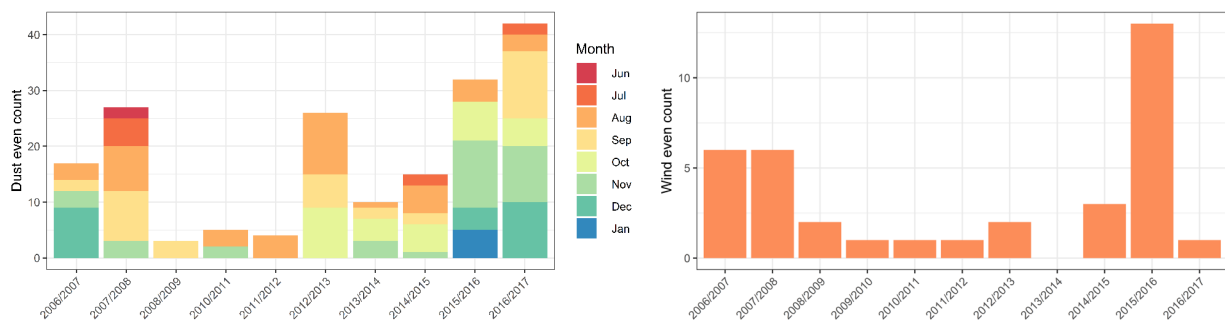 Dust even count
40
30
20
10
0
2006/2007
2007/2008
2008/2009
2010/2011
2011/2012
2012/2013
2013/2014
2014/2015
2015/2016
2016/2017
Month
Jun
Jul
Aug
Sep
Oct
Nov
Dec
Jan
Wind even count
10
5
0
2006/2007
2007/2008
2008/2009
2009/2010
2010/2011
2011/2012
2012/2013
2013/2014
2014/2015
2015/2016
2016/2017